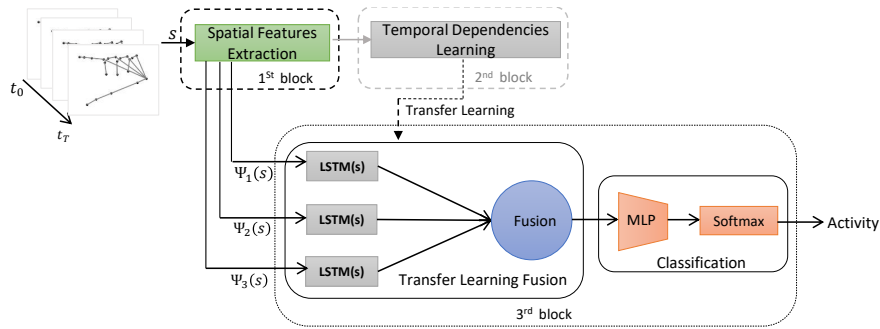 s
Spatial Features
Extraction
1St block
Temporal Dependencies
Learning
2nd block
t0
tT
Transfer Learning
Ψ1(s)
LSTM(s)
Ψ2(s)
LSTM(s)
Ψ3(s)
LSTM(s)
Fusion
Transfer Learning Fusion
MLP
Softmax
Classification
Activity
3rd block